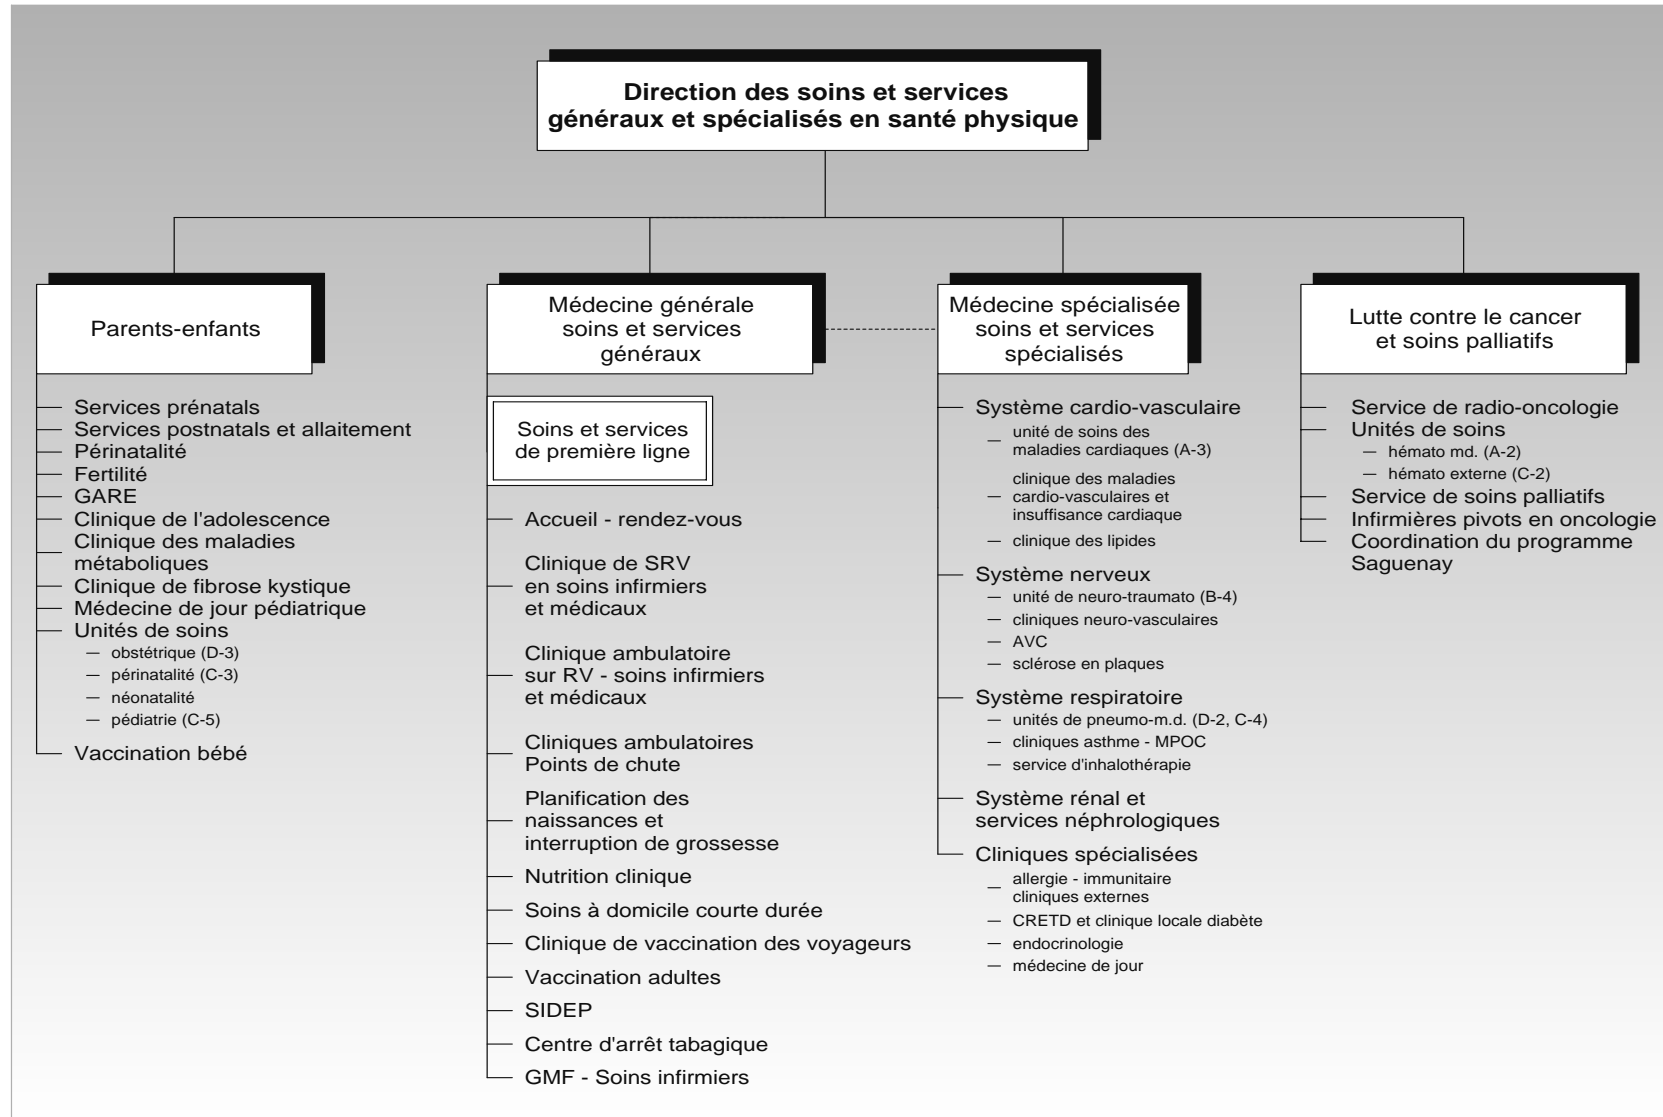 Direction des soins et services
généraux et spécialisés en santé physique
Parents-enfants
Services prénatals
Services postnatals et allaitement
Périnatalité
Fertilité
GARE
Clinique de l'adolescence
Clinique des maladies
métaboliques
Clinique de fibrose kystique
Médecine de jour pédiatrique
Unités de soins
obstétrique (D-3)
périnatalité (C-3)
néonatalité
pédiatrie (C-5)
Vaccination bébé
Médecine générale
soins et services
généraux
Soins et services
de première ligne
Accueil - rendez-vous
Clinique de SRV
en soins infirmiers
et médicaux
Clinique ambulatoire
sur RV - soins infirmiers
et médicaux
Cliniques ambulatoires
Points de chute
Planification des
naissances et
interruption de grossesse
Nutrition clinique
Soins à domicile courte durée
Clinique de vaccination des voyageurs
Vaccination adultes
SIDEP
Centre d'arrêt tabagique
GMF - Soins infirmiers
Médecine spécialisée
soins et services
spécialisés
Système cardio-vasculaire
unité de soins des
maladies cardiaques (A-3)
clinique des maladies
cardio-vasculaires et
insuffisance cardiaque
clinique des lipides
Système nerveux
unité de neuro-traumato (B-4)
cliniques neuro-vasculaires
AVC
sclérose en plaques
Système respiratoire
unités de pneumo-m.d. (D-2, C-4)
cliniques asthme - MPOC
service d'inhalothérapie
Système rénal et
services néphrologiques
Cliniques spécialisées
allergie - immunitaire
cliniques externes
CRETD et clinique locale diabète
endocrinologie
médecine de jour
Lutte contre le cancer
et soins palliatifs
Service de radio-oncologie
Unités de soins
hémato md. (A-2)
hémato externe (C-2)
Service de soins palliatifs
Infirmières pivots en oncologie
Coordination du programme
Saguenay